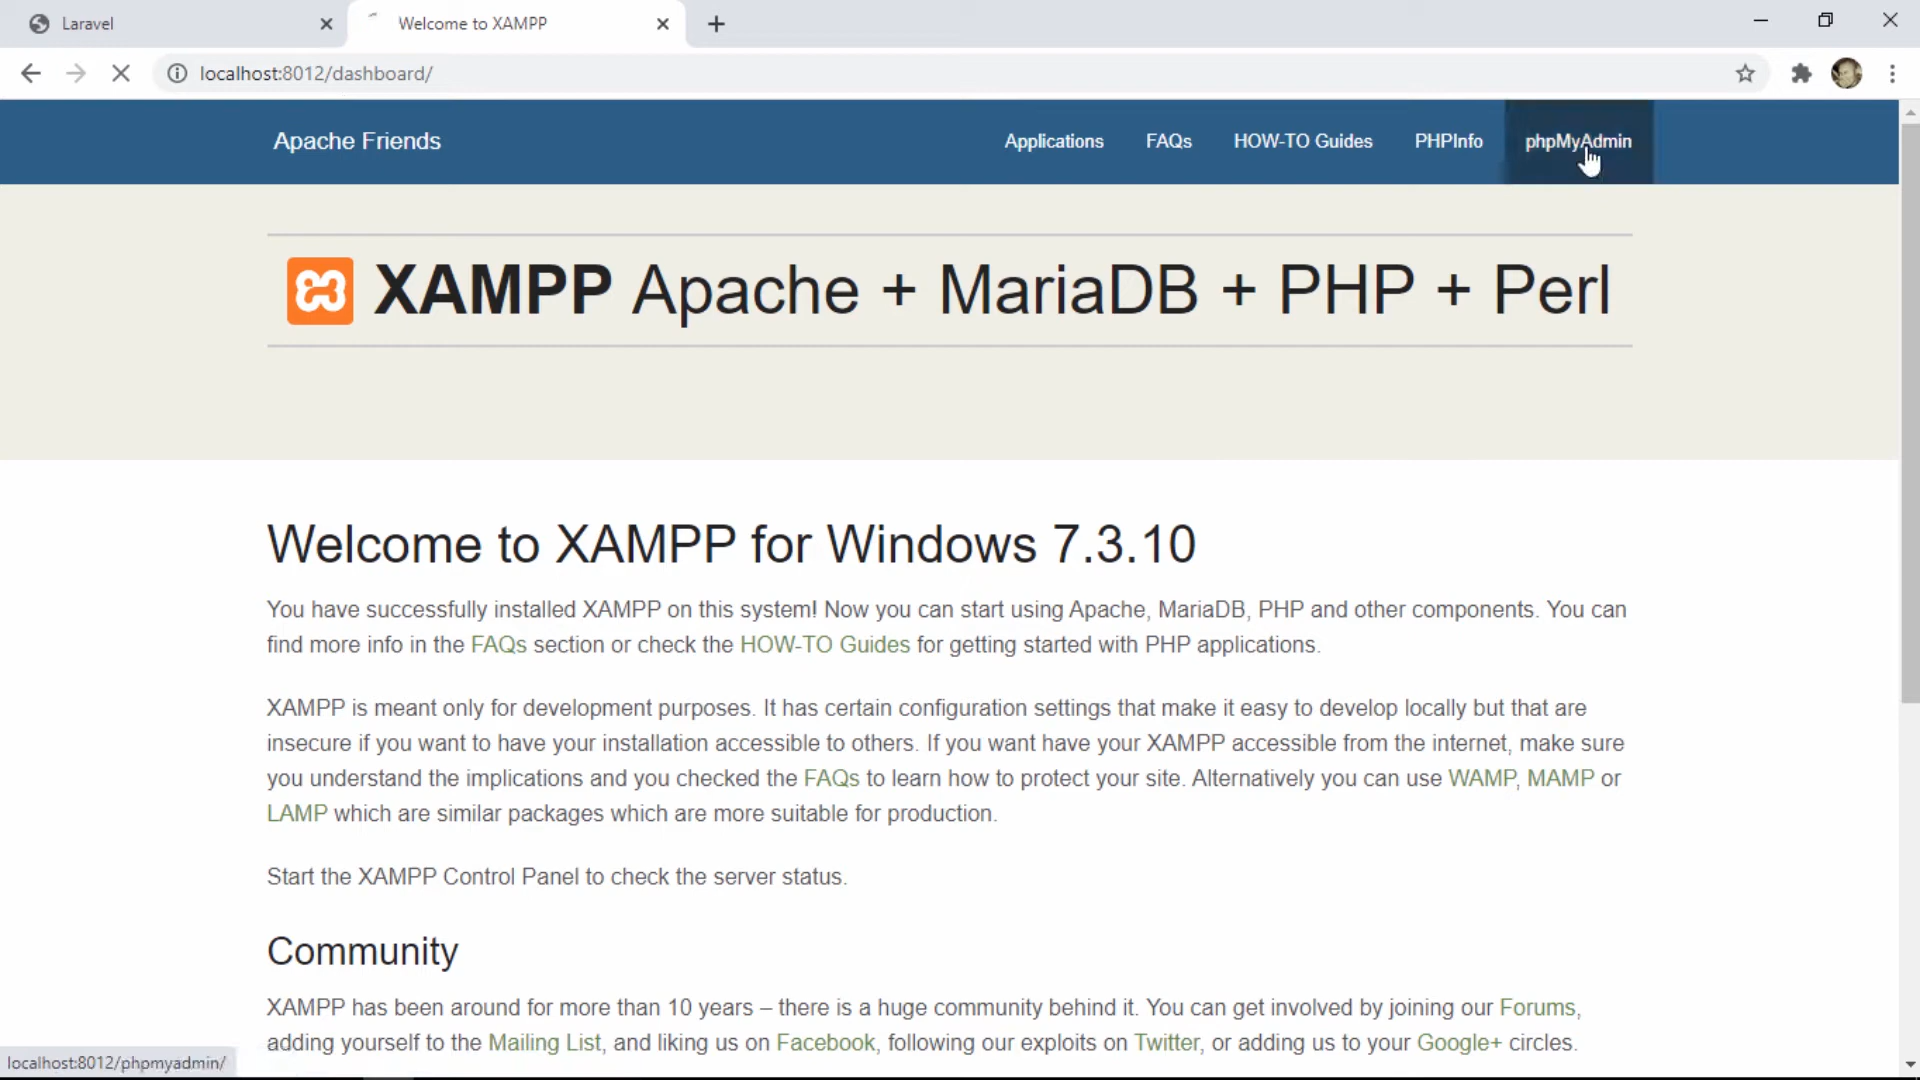 Laravel
Welcome to XAMPP
localhost:8012/dashboard/
Apache Friends
Applications
FAQs
HOW-TO Guides
PHPInfo
phpMyAdmin
XAMPP Apache + MariaDB + PHP + Perl
Welcome to XAMPP for Windows 7.3.10
You have successfully installed XAMPP on this system! Now you can start using Apache, MariaDB, PHP and other components. You can
find more info in the FAQs section or check the HOW-TO Guides for getting started with PHP applications.
XAMPP is meant only for development purposes. It has certain configuration settings that make it easy to develop locally but that are
insecure if you want to have your installation accessible to others. If you want have your XAMPP accessible from the internet, make sure
you understand the implications and you checked the FAQs to learn how to protect your site. Alternatively you can use WAMP, MAMP or
LAMP which are similar packages which are more suitable for production.
Start the XAMPP Control Panel to check the server status.
Community
XAMPP has been around for more than 10 years – there is a huge community behind it. You can get involved by joining our Forums,
adding yourself to the Mailing List, and liking us on Facebook, following our exploits on Twitter, or adding us to your Google+ circles.
localhost:8012/phpmyadmin/